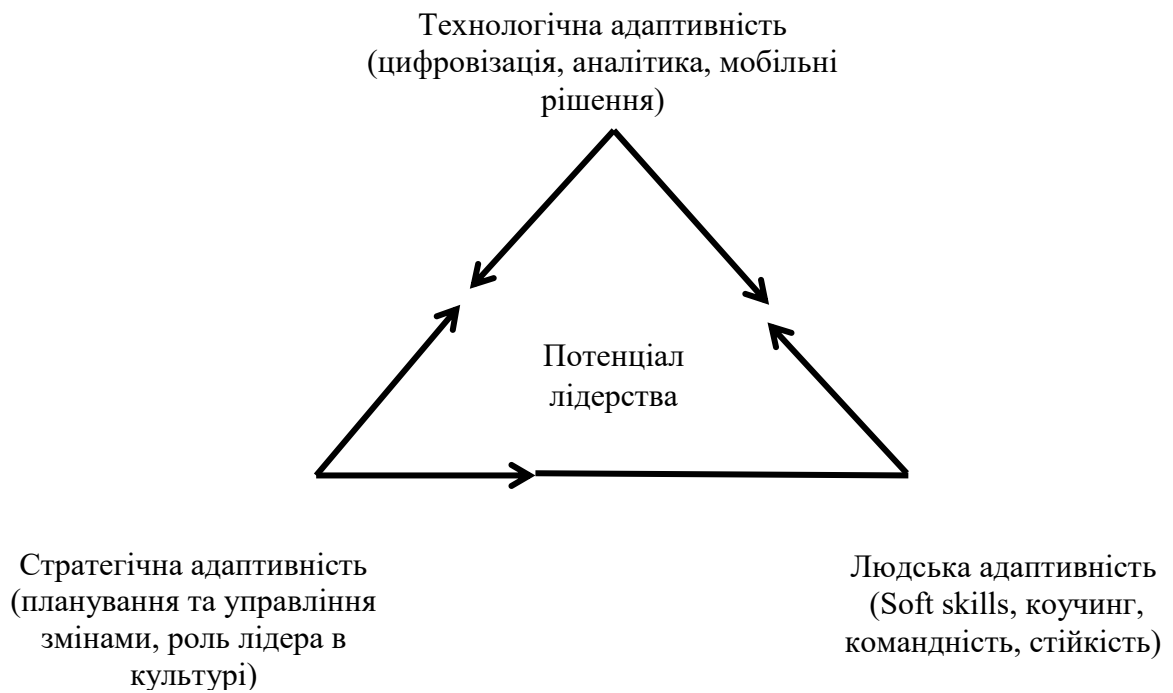 Технологічна адаптивність
(цифровізація, аналітика, мобільні
рішення)
Потенціал
лідерства
Стратегічна адаптивність
(планування та управління
змінами, роль лідера в
культурі)
Людська адаптивність
(Soft skills, коучинг,
командність, стійкість)